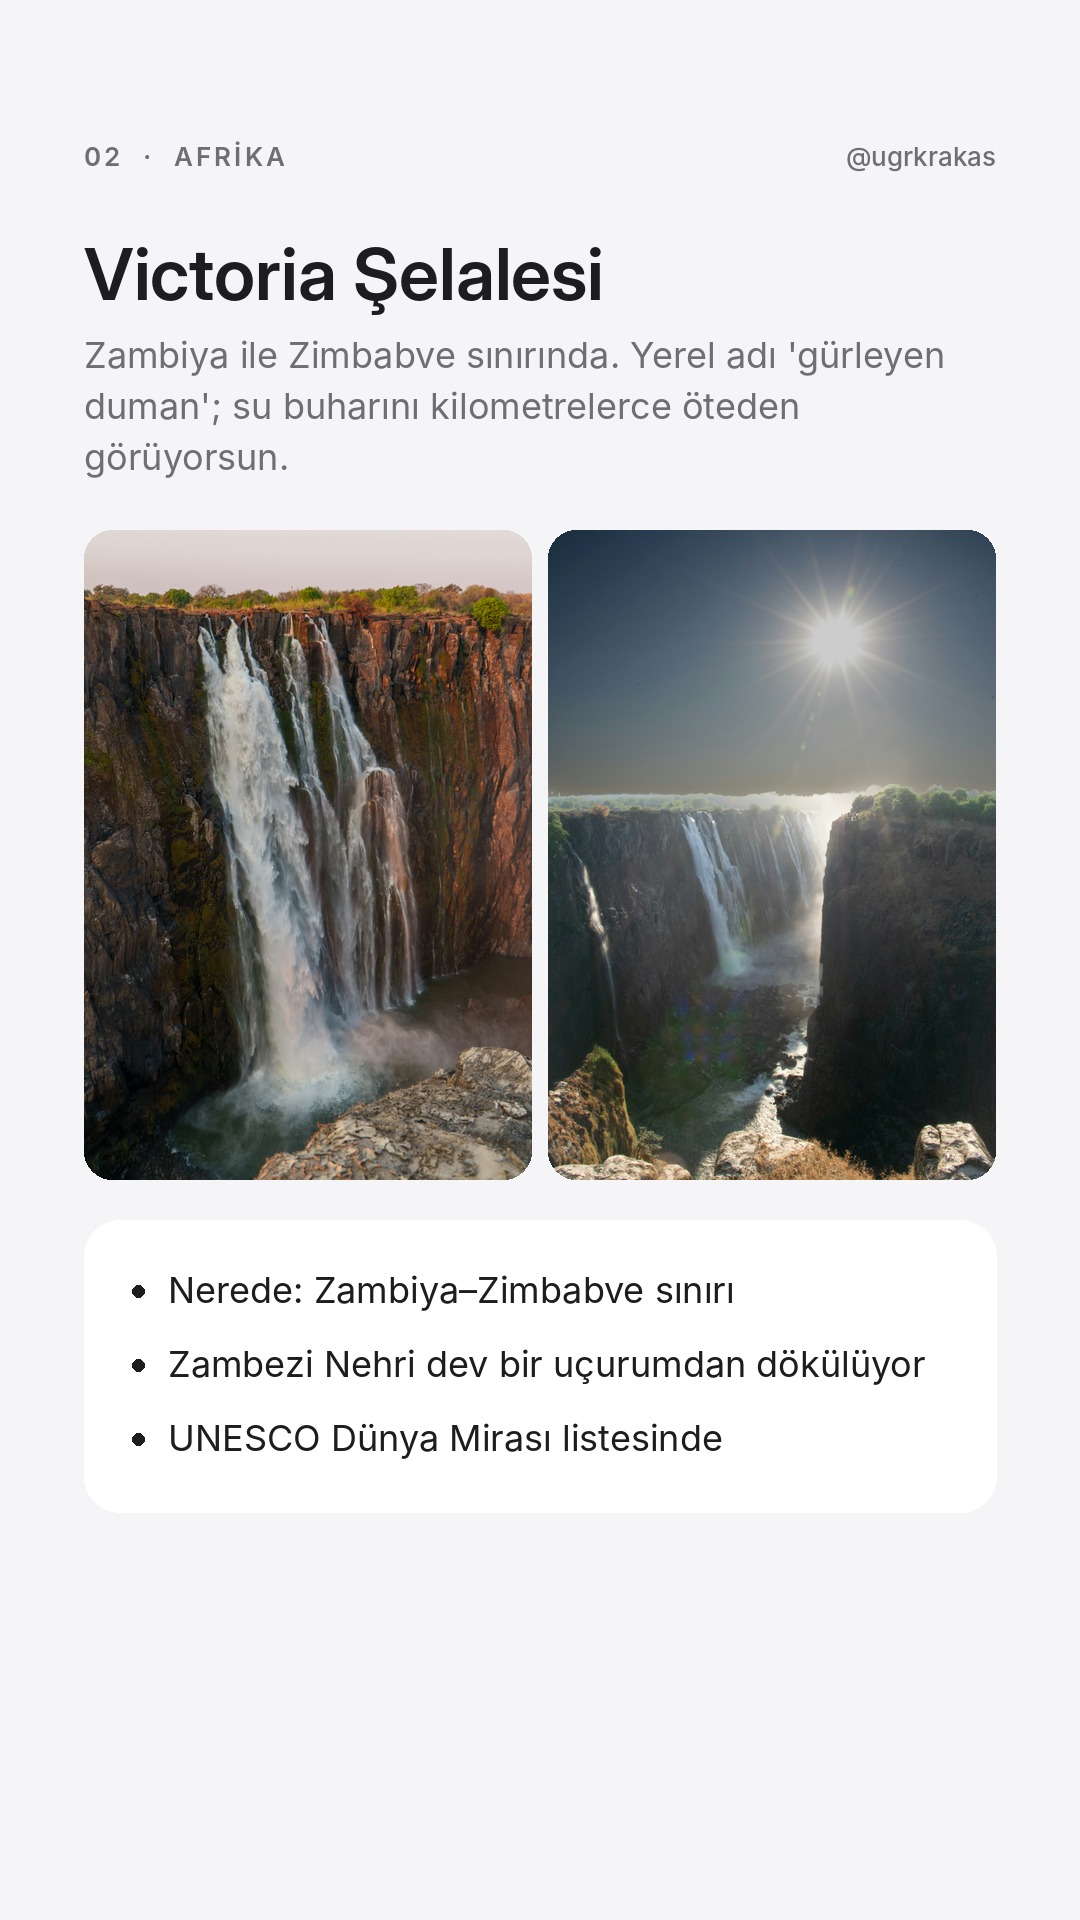 02 · AFRİKA
@ugrkrakas
Victoria Şelalesi
Zambiya ile Zimbabve sınırında. Yerel adı 'gürleyen
duman'; su buharını kilometrelerce öteden
görüyorsun.
• Nerede: Zambiya–Zimbabve sınırı
• Zambezi Nehri dev bir uçurumdan dökülüyor
• UNESCO Dünya Mirası listesinde